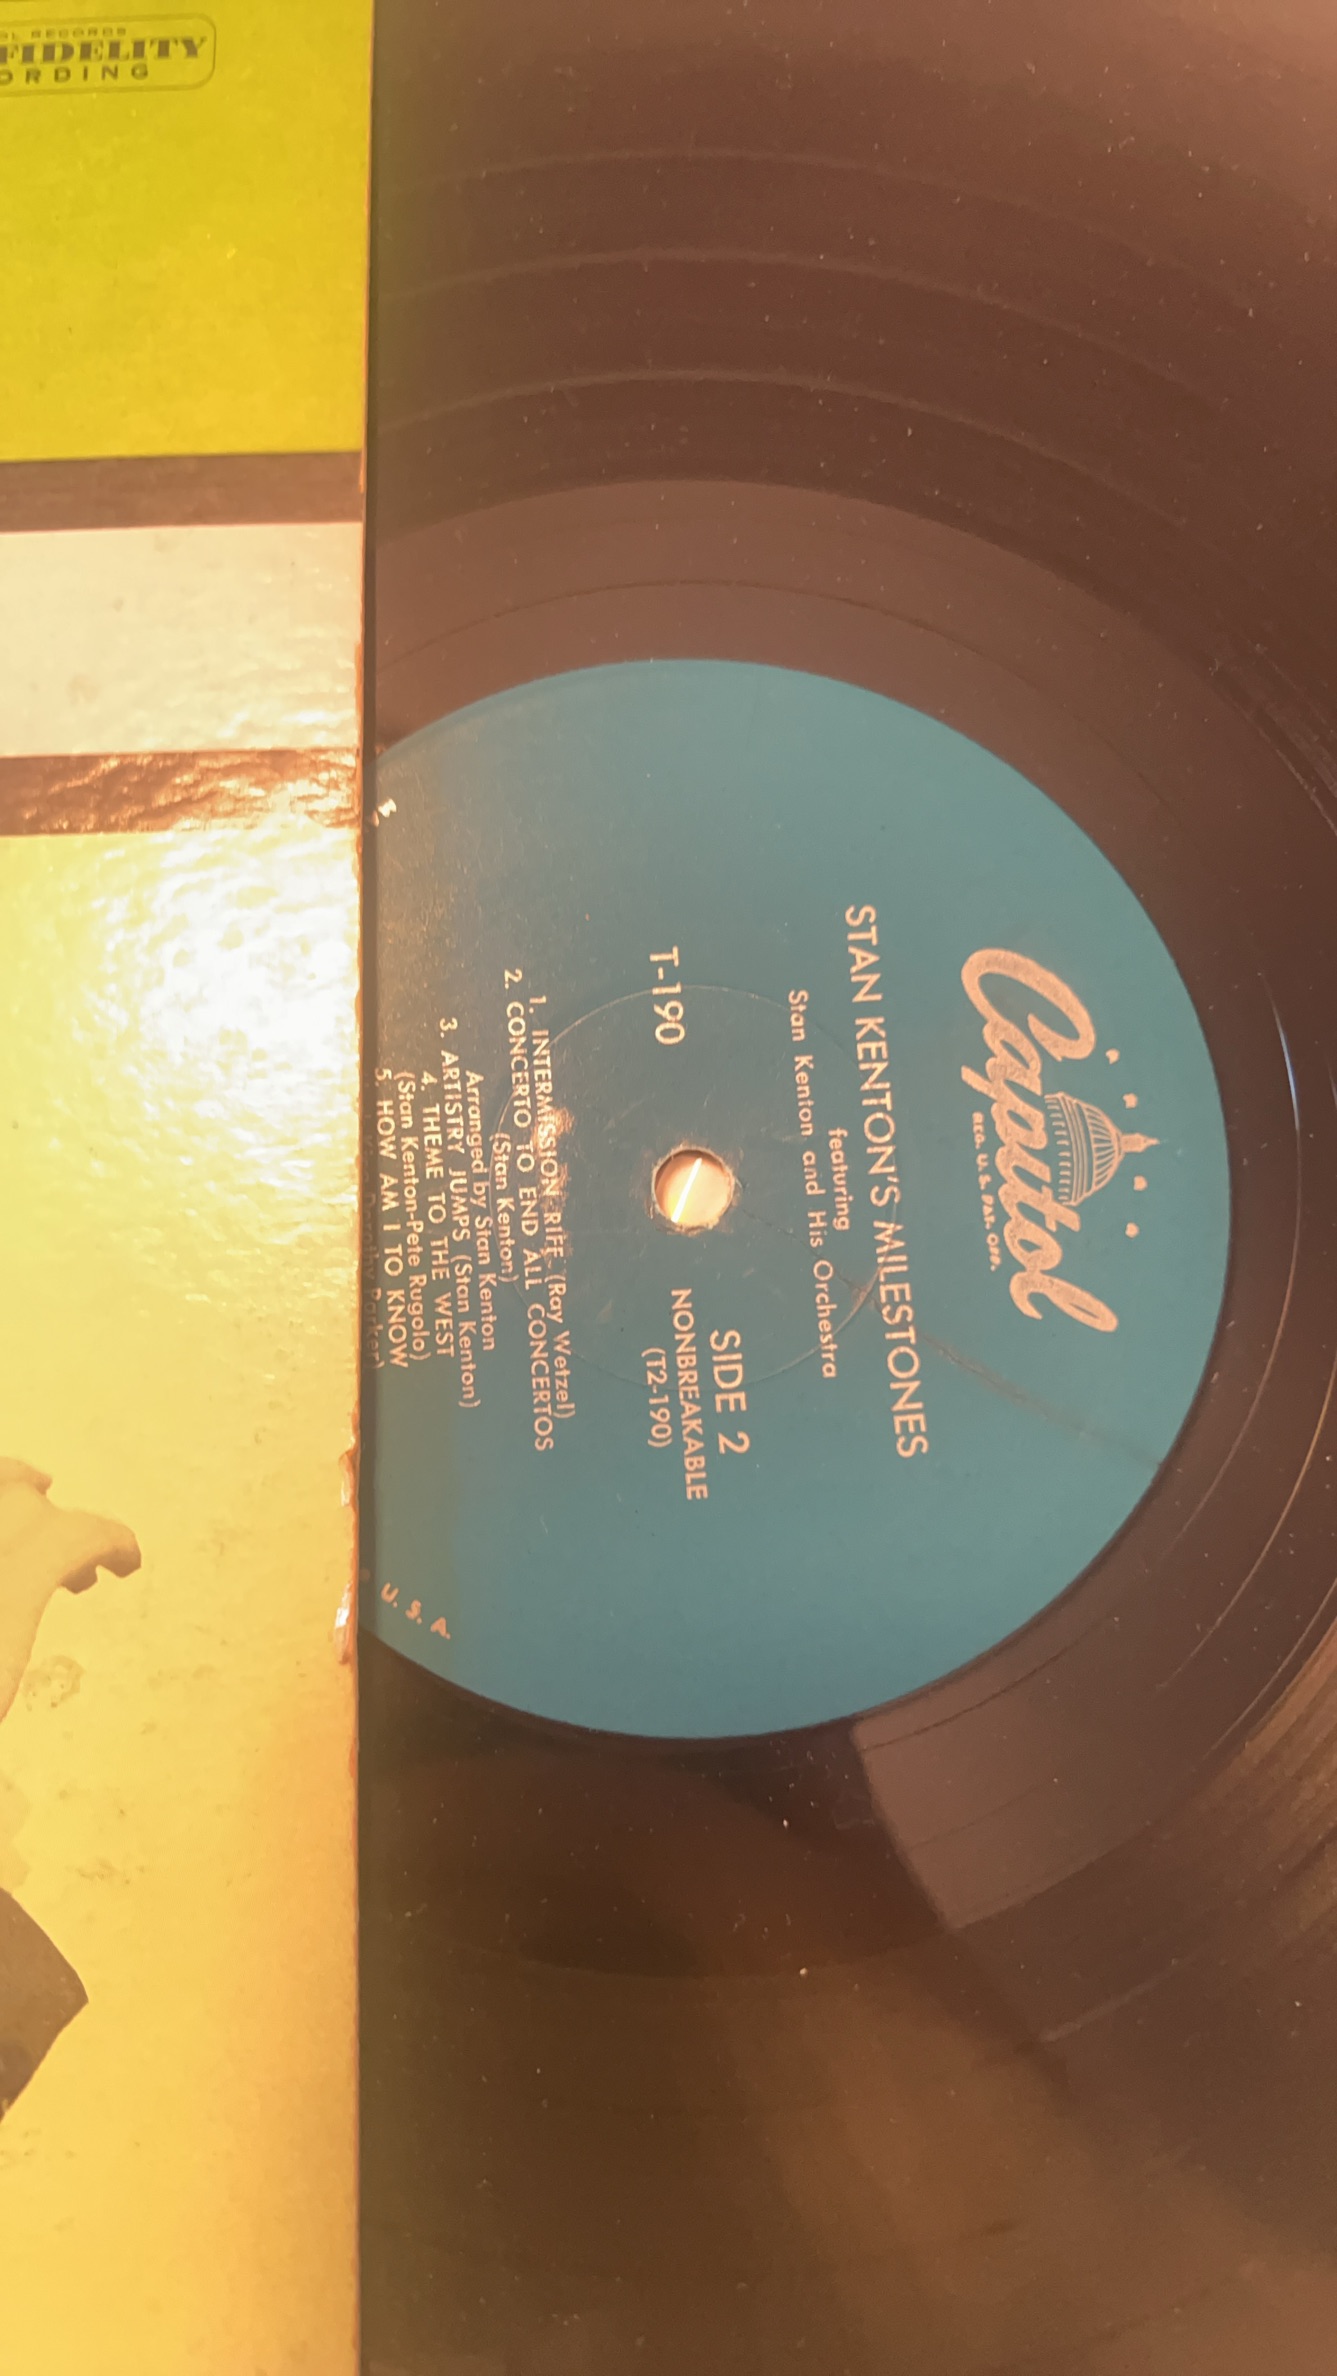 FIDELITY
ORDING
Capitol
REG. U. S. PAT. OFF.
STAN KENTON'S MILESTONES
featuring
Stan Kenton and His Orchestra
T-190
SIDE 2
NONBREAKABLE
(T2-190)
1. INTERMISSION RIFF (Ray Wetzel)
2. CONCERTO TO END ALL CONCERTOS
(Stan Kenton)
Arranged by Stan Kenton
3. ARTISTRY JUMPS (Stan Kenton)
4. THEME TO THE WEST
(Stan Kenton-Pete Rugolo)
5. HOW AM I TO KNOW
Dorothy Parker)
U. S. A.